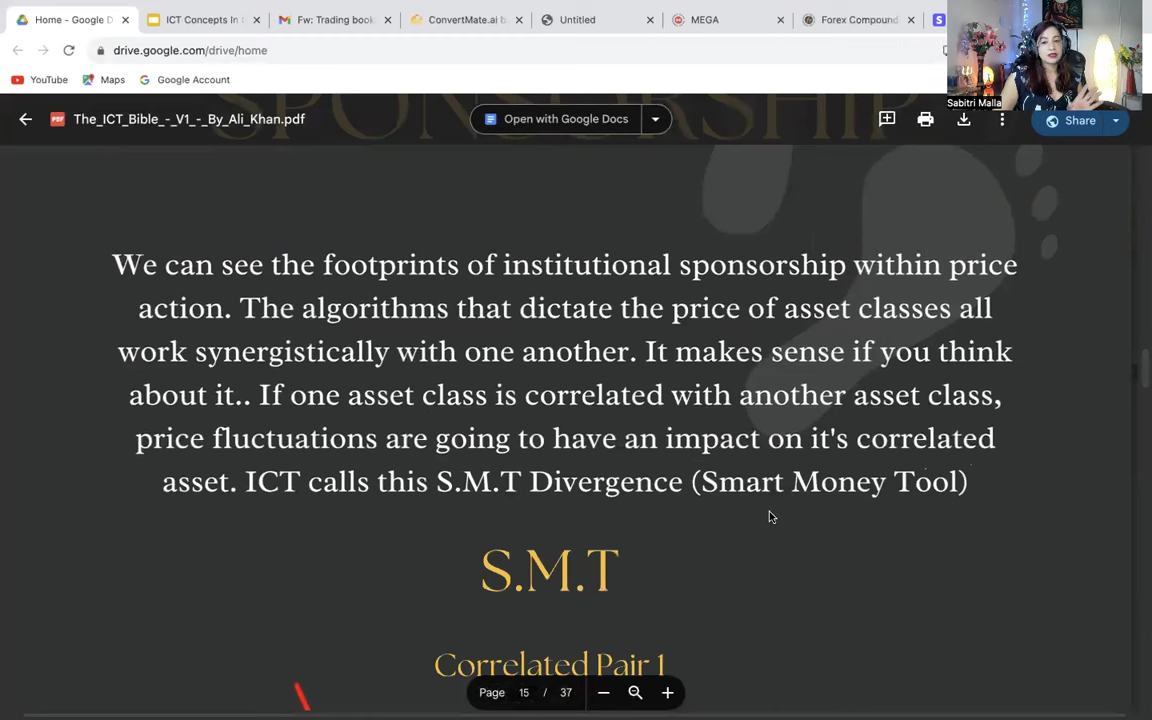 Home - Google D
ICT Concepts In
Fw: Trading book
ConvertMate.ai b
Untitled
MEGA
Forex Compound
drive.google.com/drive/home
YouTube
Maps
Google Account
Sabitri Malla
SPONSORSHIP
The_ICT_Bible_-_V1_-_By_Ali_Khan.pdf
Open with Google Docs
Share
We can see the footprints of institutional sponsorship within price
action. The algorithms that dictate the price of asset classes all
work synergistically with one another. It makes sense if you think
about it.. If one asset class is correlated with another asset class,
price fluctuations are going to have an impact on it's correlated
asset. ICT calls this S.M.T Divergence (Smart Money Tool)
S.M.T
Correlated Pair 1
Page 15 / 37